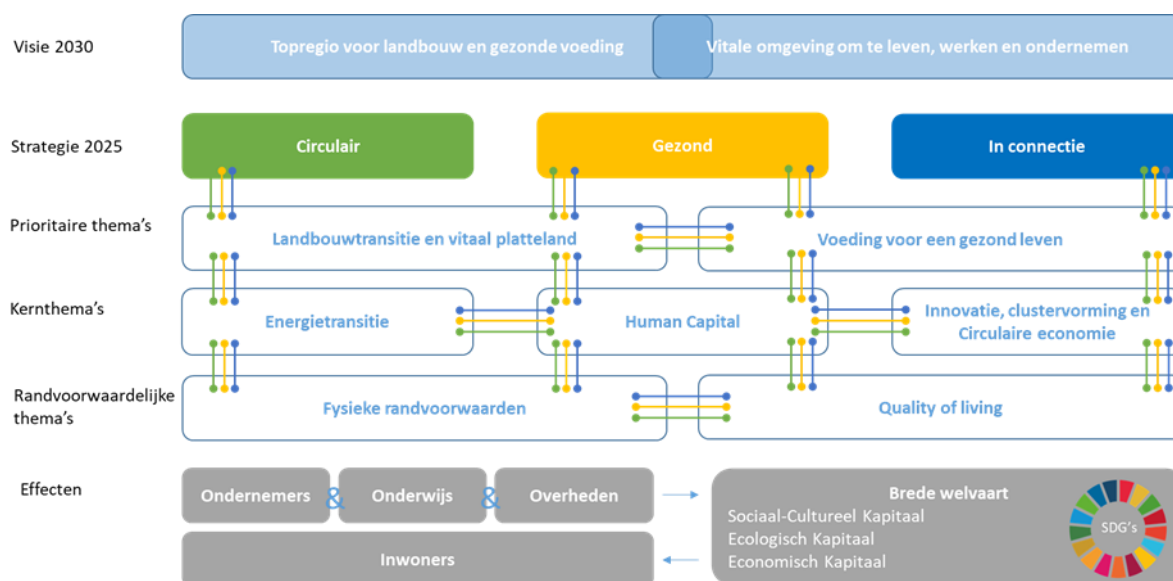 Visie 2030
Topregio voor landbouw en gezonde voeding
Vitale omgeving om te leven, werken en ondernemen
Strategie 2025
Circulair
Gezond
In connectie
Prioritaire thema's
Landbouwtransitie en vitaal platteland
Voeding voor een gezond leven
Kernthema's
Energietransitie
Human Capital
Innovatie, clustervorming en
Circulaire economie
Randvoorwaardelijke
thema's
Fysieke randvoorwaarden
Quality of living
Effecten
Ondernemers & Onderwijs & Overheden
Inwoners
Brede welvaart
Sociaal-Cultureel Kapitaal
Ecologisch Kapitaal
Economisch Kapitaal
SDG's